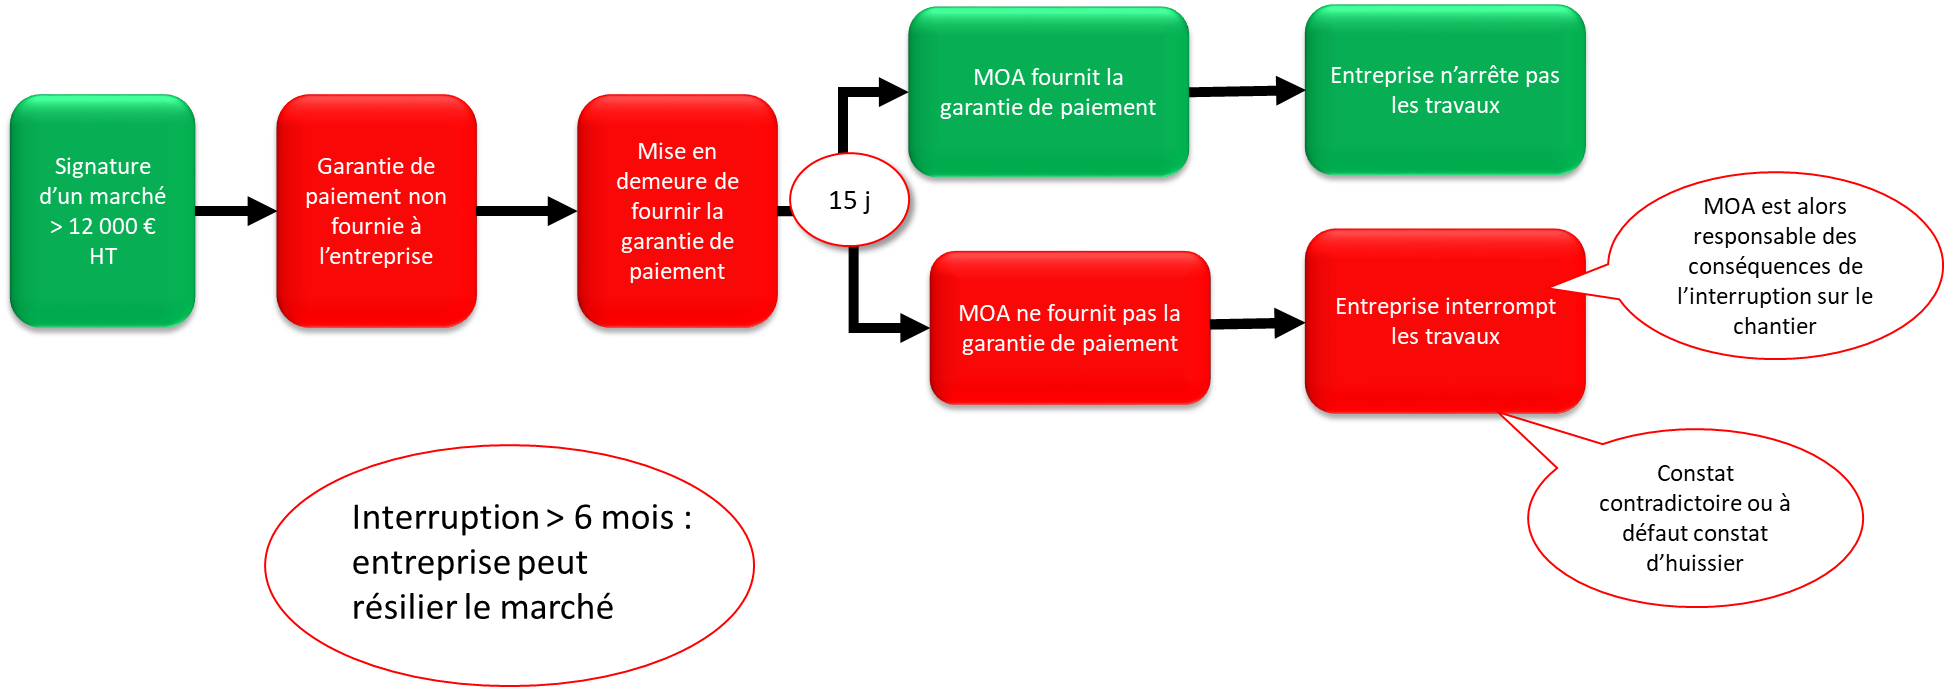 Signature
d’un marché
> 12 000 €
HT
Garantie de
paiement non
fournie à
l’entreprise
Mise en
demeure de
fournir la
garantie de
paiement
15 j
MOA fournit la
garantie de paiement
Entreprise n’arrête pas
les travaux
MOA ne fournit pas la
garantie de paiement
Entreprise interrompt
les travaux
MOA est alors
responsable des
conséquences de
l’interruption sur le
chantier
Constat
contradictoire ou à
défaut constat
d’huissier
Interruption > 6 mois :
entreprise peut
résilier le marché